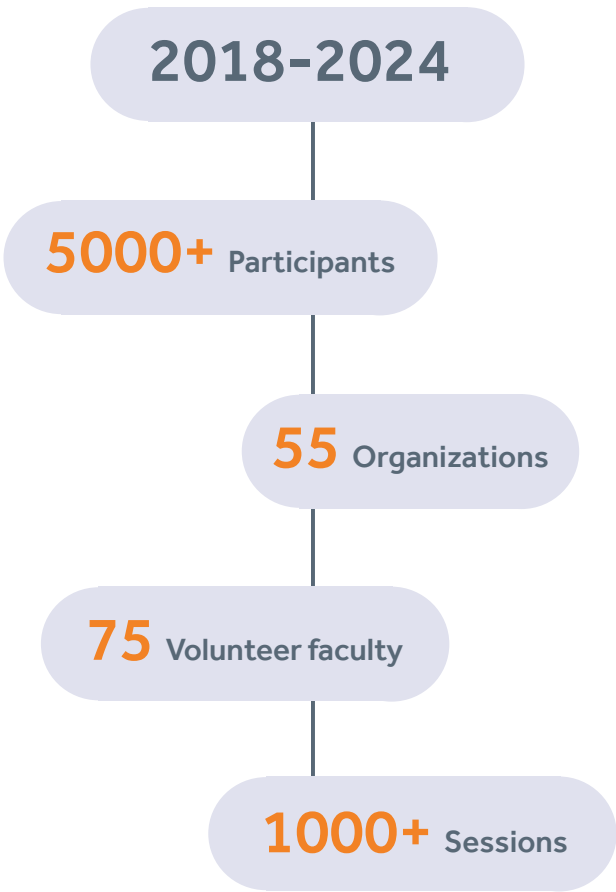 2018-2024
5000+ Participants
55 Organizations
75 Volunteer faculty
1000+ Sessions